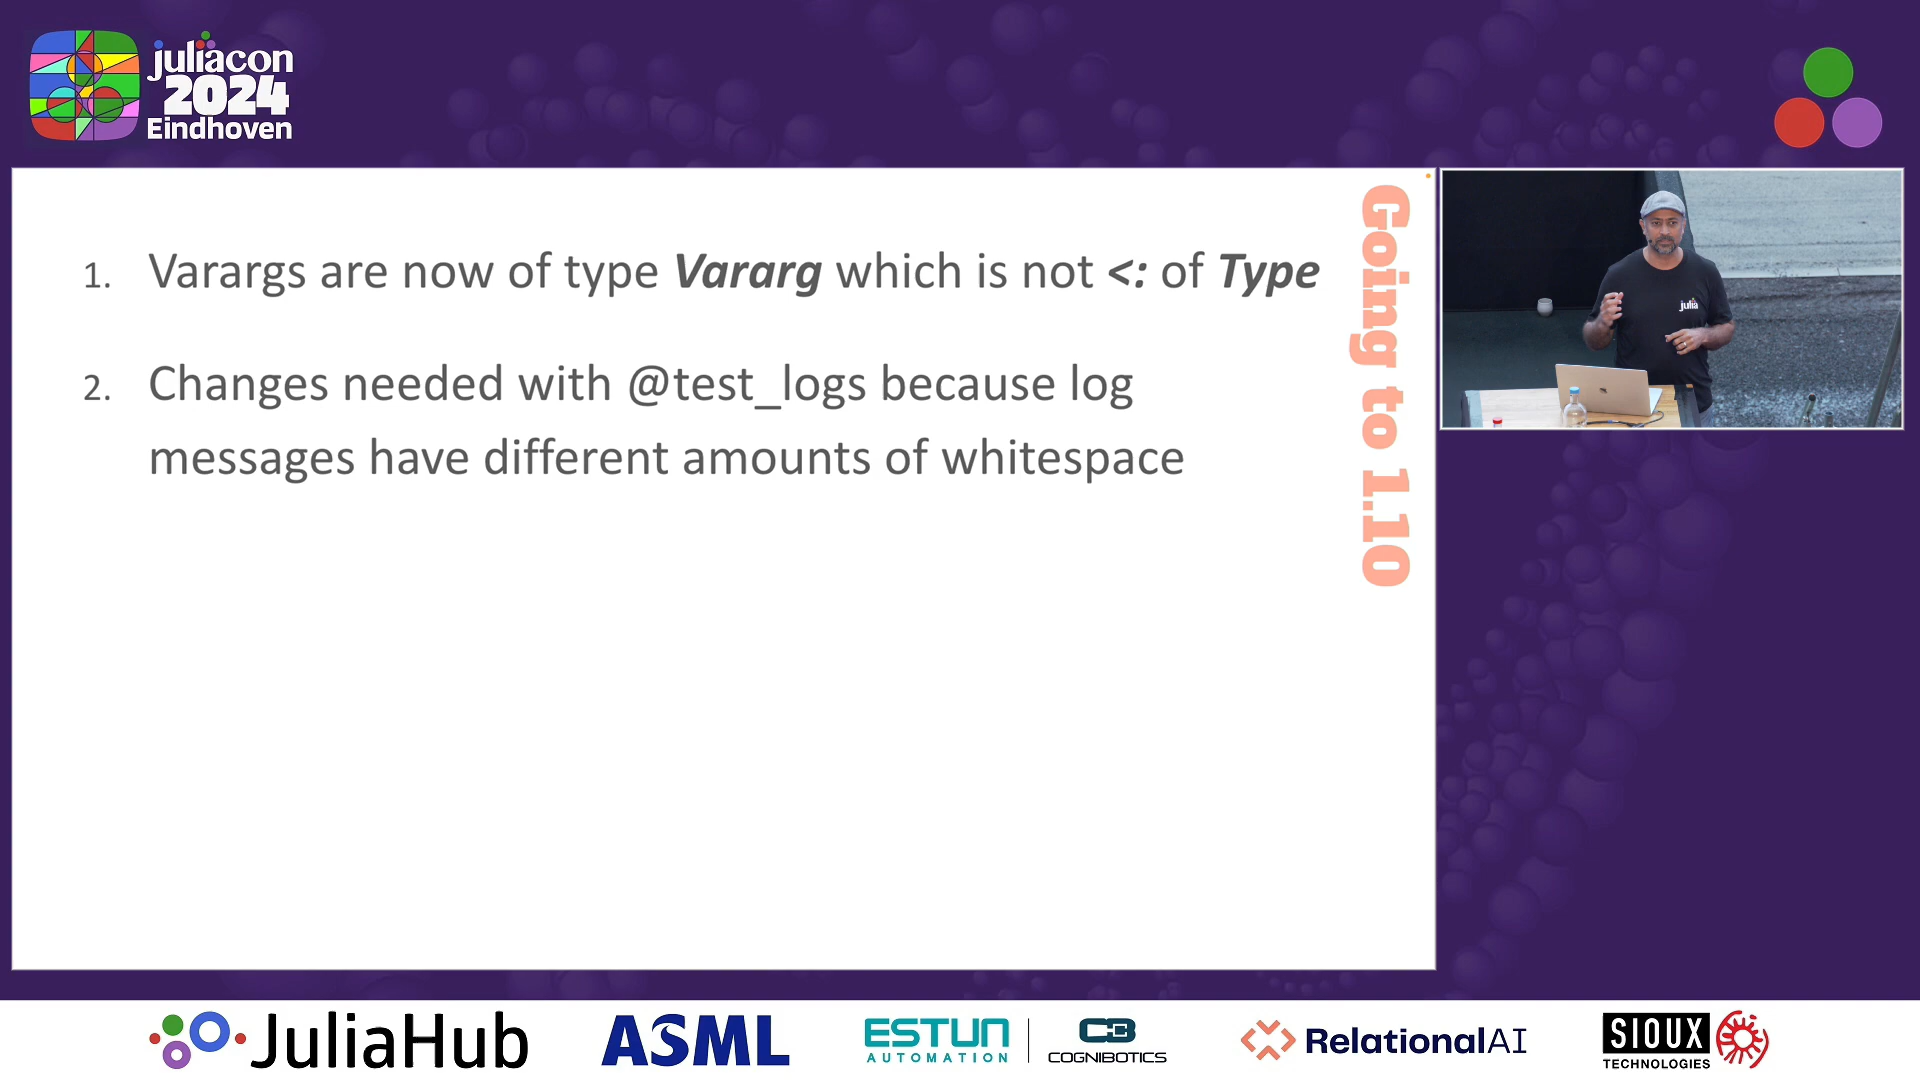 juliacon
2024
Eindhoven
1. Varargs are now of type Vararg which is not <: of Type
2. Changes needed with @test_logs because log
messages have different amounts of whitespace
Going to 1.10
julia
JuliaHub
ASML
ESTUN
AUTOMATION
COGNIBOTICS
RelationalAI
SIOUX
TECHNOLOGIES